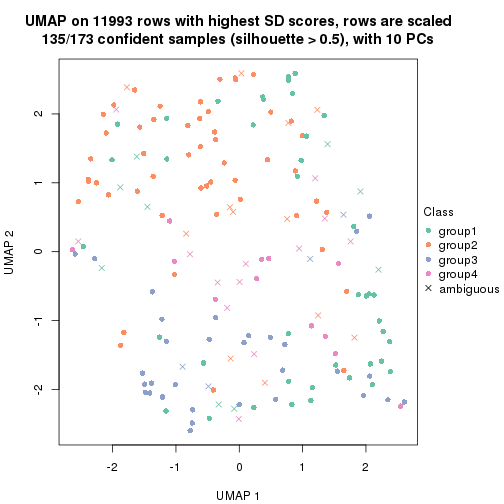 UMAP on 11993 rows with highest SD scores, rows are scaled
135/173 confident samples (silhouette > 0.5), with 10 PCs
Class
group1
group2
group3
group4
ambiguous
UMAP 2
2
1
0
-1
-2
-2
-1
0
1
2
UMAP 1